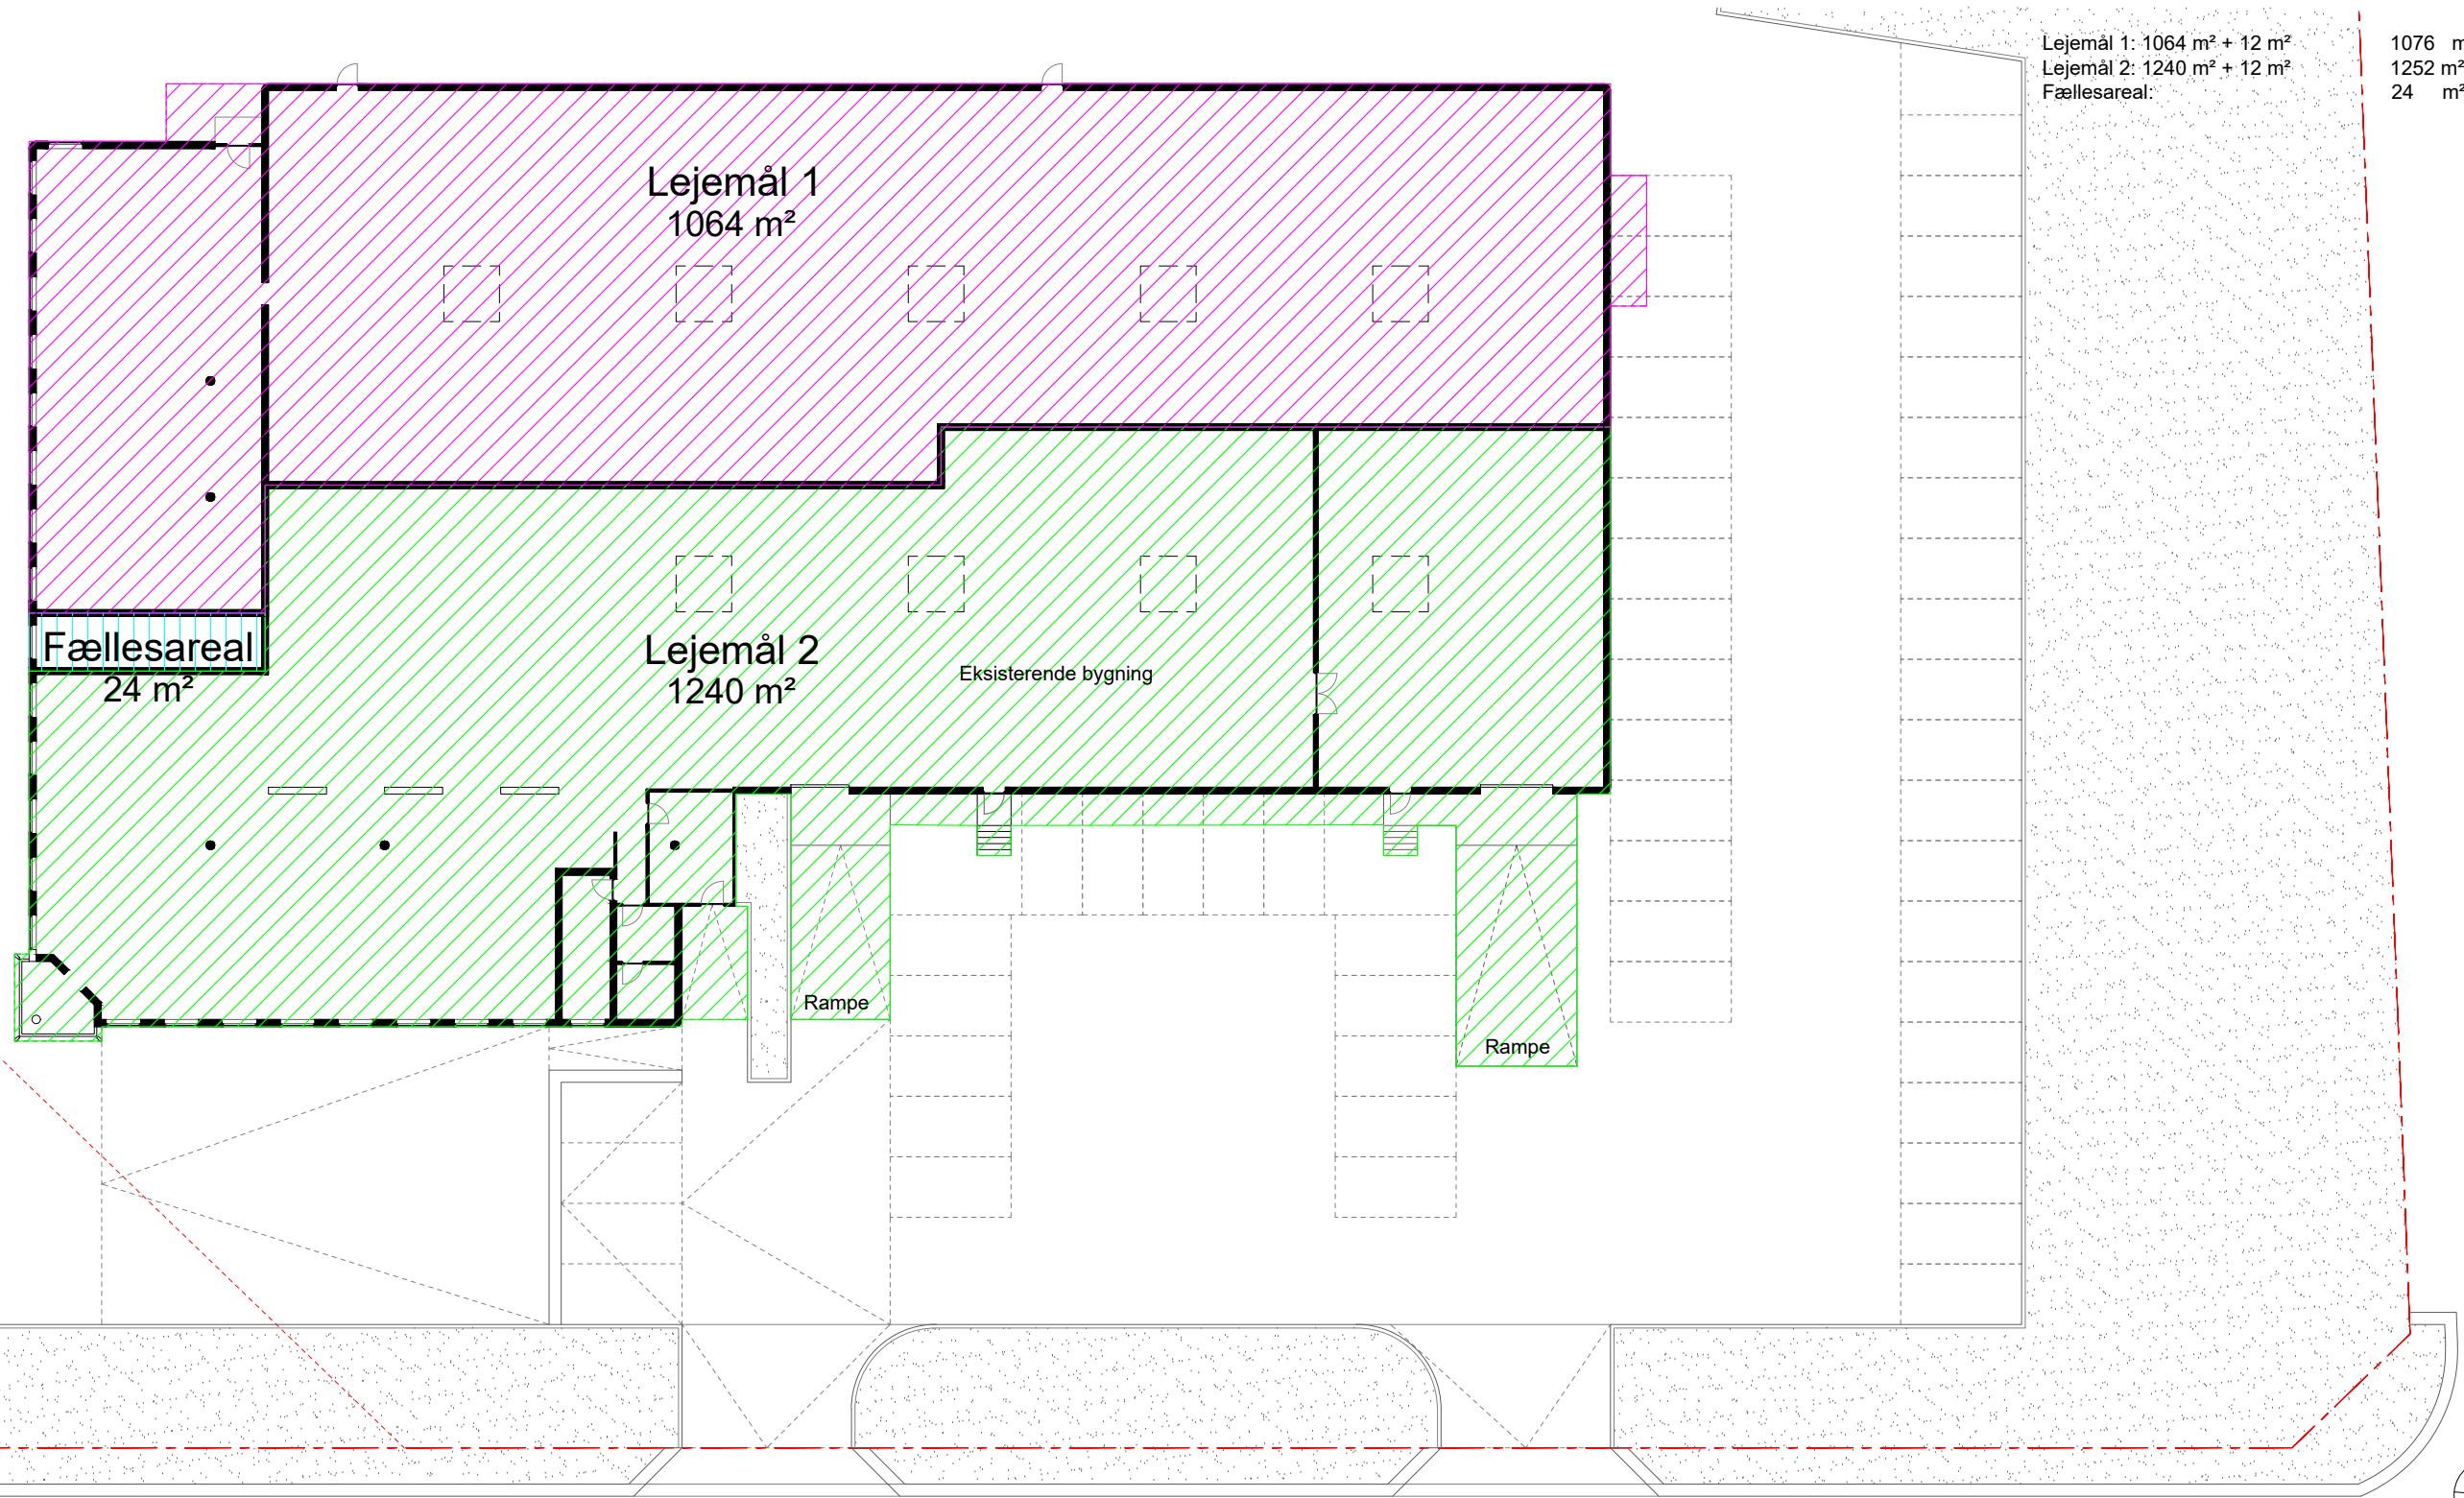 Lejemål 1: 1064 m² + 12 m² 1076 m
Lejemål 2: 1240 m² + 12 m² 1252 m²
Fællesareal: 24 m²
Lejemål 1
1064 m²
Fællesareal
24 m²
Lejemål 2
1240 m²
Eksisterende bygning
Rampe
Rampe